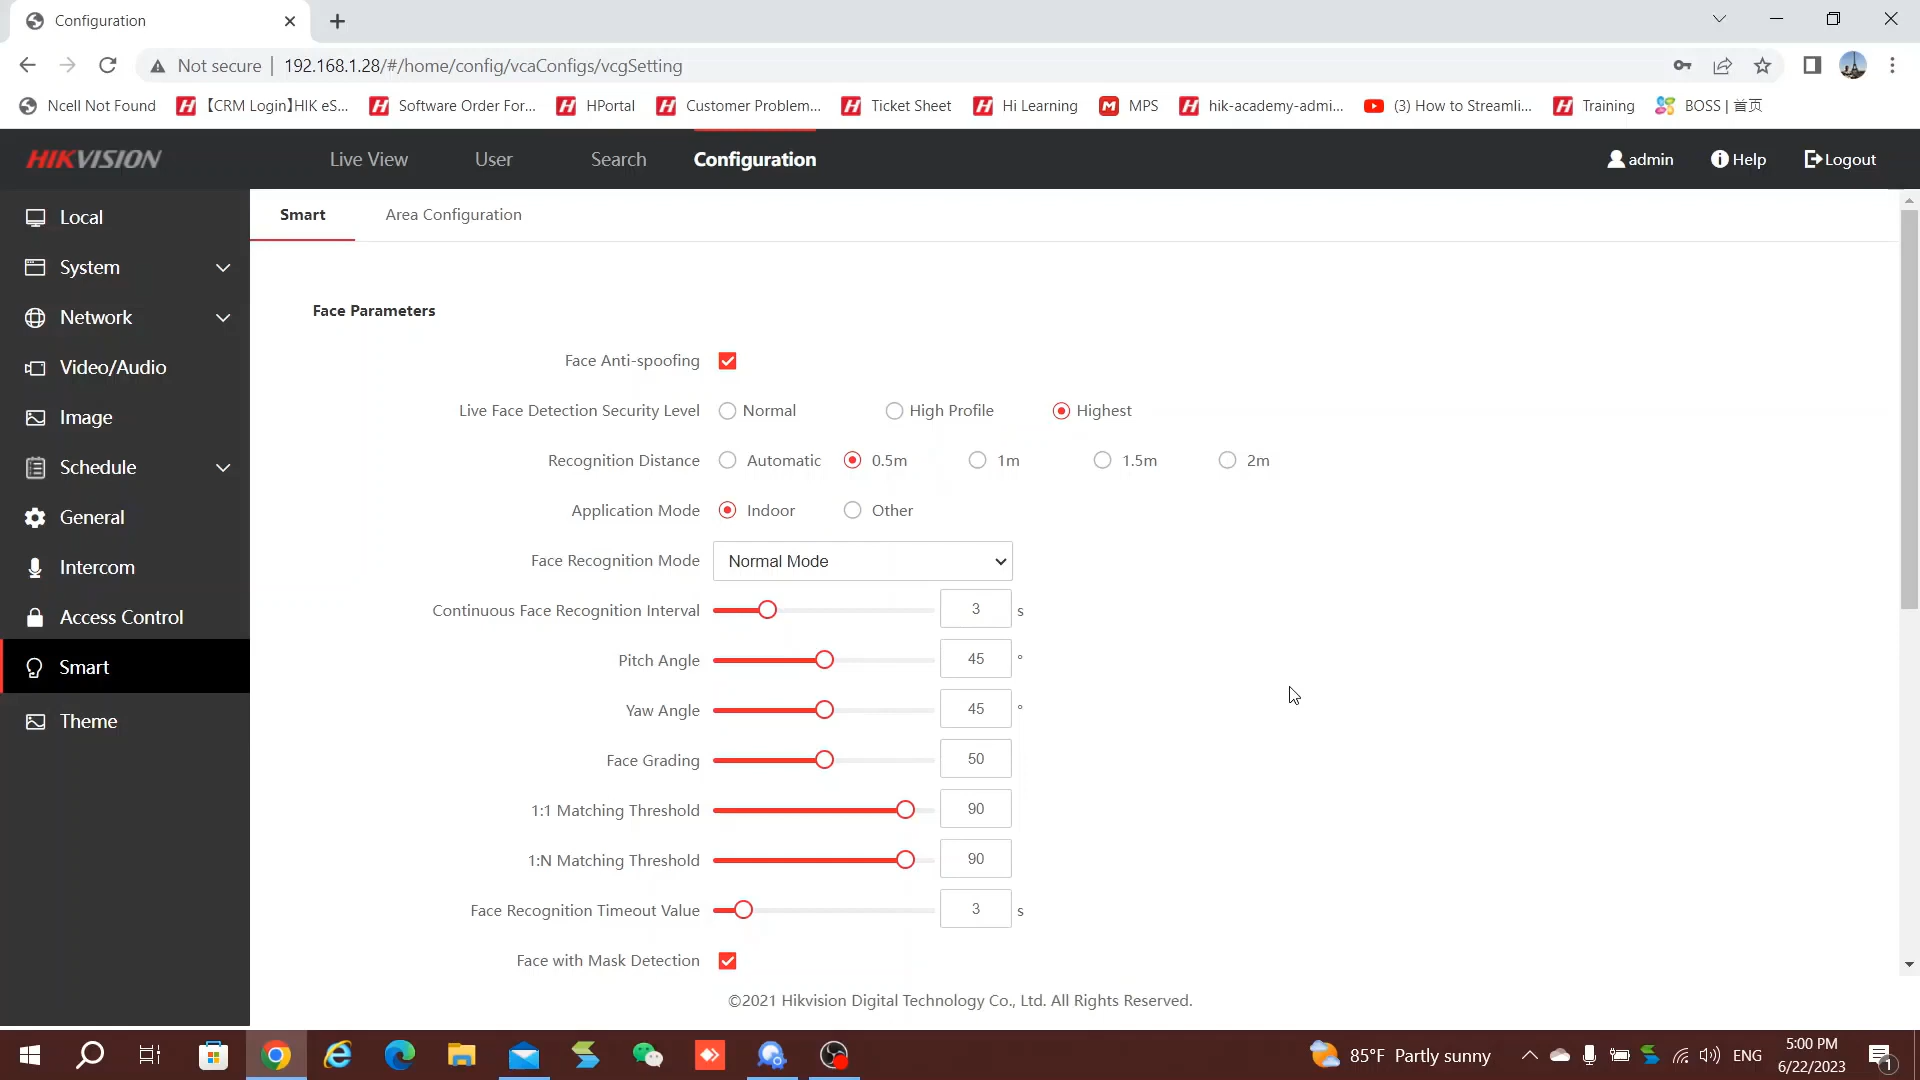 Configuration
Not secure | 192.168.1.28/#/home/config/vcaConfigs/vcgSetting
Ncell Not Found 【CRM Login】HIK eS... Software Order For... HPortal Customer Problem... Ticket Sheet Hi Learning MPS hik-academy-admi... (3) How to Streamli... Training BOSS | 首页
HIKVISION Live View User Search Configuration admin Help Logout
Local
System
Network
Video/Audio
Image
Schedule
General
Intercom
Access Control
Smart
Theme
Smart Area Configuration
Face Parameters
Face Anti-spoofing
Live Face Detection Security Level Normal High Profile Highest
Recognition Distance Automatic 0.5m 1m 1.5m 2m
Application Mode Indoor Other
Face Recognition Mode Normal Mode
Continuous Face Recognition Interval 3 s
Pitch Angle 45 °
Yaw Angle 45 °
Face Grading 50
1:1 Matching Threshold 90
1:N Matching Threshold 90
Face Recognition Timeout Value 3 s
Face with Mask Detection
©2021 Hikvision Digital Technology Co., Ltd. All Rights Reserved.
85°F Partly sunny ENG 5:00 PM
6/22/2023 1